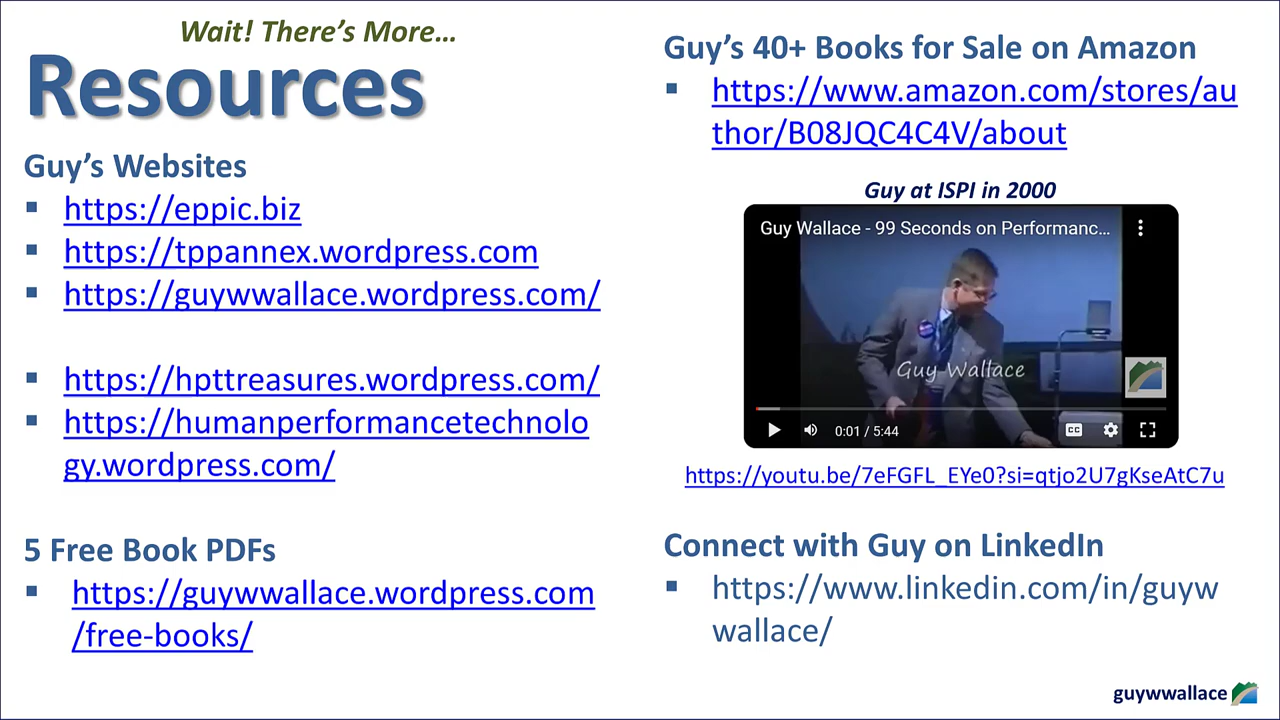 Wait! There's More...
Resources
Guy's Websites
▪ https://eppic.biz
▪ https://tppannex.wordpress.com
▪ https://guywwallace.wordpress.com/
▪ https://hpttreasures.wordpress.com/
▪ https://humanperformancetechnolo
gy.wordpress.com/
5 Free Book PDFs
▪ https://guywwallace.wordpress.com
/free-books/
Guy's 40+ Books for Sale on Amazon
▪ https://www.amazon.com/stores/au
thor/B08JQC4C4V/about
Guy at ISPI in 2000
Guy Wallace - 99 Seconds on Performanc...
Guy Wallace
0:01 / 5:44
CC
https://youtu.be/7eFGFL_EYe0?si=qtjo2U7gKseAtC7u
Connect with Guy on LinkedIn
▪ https://www.linkedin.com/in/guyw
wallace/
guywwallace